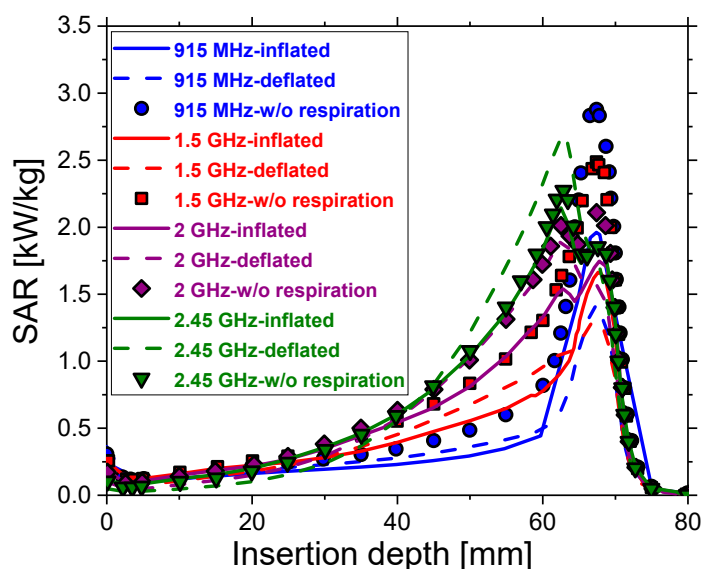 3.5
3.0
2.5
2.0
1.5
1.0
0.5
0.0
SAR [kW/kg]
915 MHz-inflated
915 MHz-deflated
915 MHz-w/o respiration
1.5 GHz-inflated
1.5 GHz-deflated
1.5 GHz-w/o respiration
2 GHz-inflated
2 GHz-deflated
2 GHz-w/o respiration
2.45 GHz-inflated
2.45 GHz-deflated
2.45 GHz-w/o respiration
0 20 40 60 80
Insertion depth [mm]